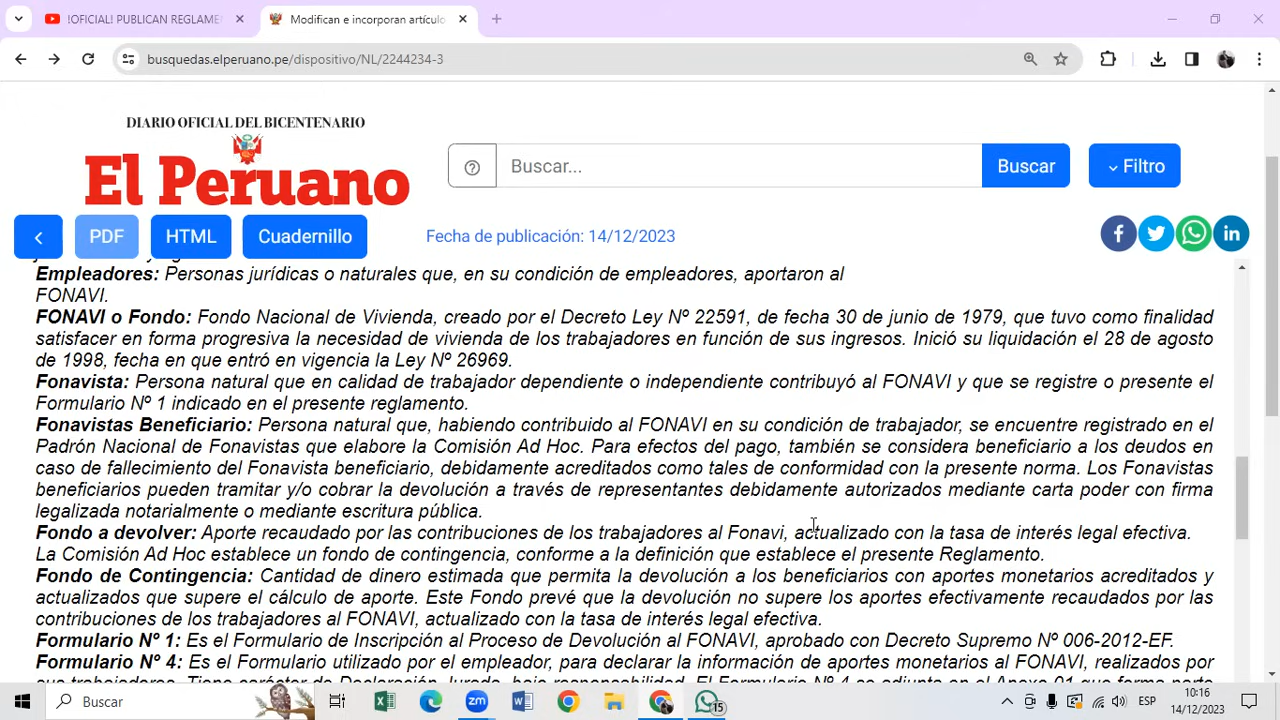 !OFICIAL! PUBLICAN REGLAME
Modifican e incorporan artículo
busquedas.elperuano.pe/dispositivo/NL/2244234-3
DIARIO OFICIAL DEL BICENTENARIO
El Peruano
Buscar...
Buscar
Filtro
PDF
HTML
Cuadernillo
Fecha de publicación: 14/12/2023
Empleadores: Personas jurídicas o naturales que, en su condición de empleadores, aportaron al
FONAVI.
FONAVI o Fondo: Fondo Nacional de Vivienda, creado por el Decreto Ley Nº 22591, de fecha 30 de junio de 1979, que tuvo como finalidad
satisfacer en forma progresiva la necesidad de vivienda de los trabajadores en función de sus ingresos. Inició su liquidación el 28 de agosto
de 1998, fecha en que entró en vigencia la Ley Nº 26969.
Fonavista: Persona natural que en calidad de trabajador dependiente o independiente contribuyó al FONAVI y que se registre o presente el
Formulario Nº 1 indicado en el presente reglamento.
Fonavistas Beneficiario: Persona natural que, habiendo contribuido al FONAVI en su condición de trabajador, se encuentre registrado en el
Padrón Nacional de Fonavistas que elabore la Comisión Ad Hoc. Para efectos del pago, también se considera beneficiario a los deudos en
caso de fallecimiento del Fonavista beneficiario, debidamente acreditados como tales de conformidad con la presente norma. Los Fonavistas
beneficiarios pueden tramitar y/o cobrar la devolución a través de representantes debidamente autorizados mediante carta poder con firma
legalizada notarialmente o mediante escritura pública.
Fondo a devolver: Aporte recaudado por las contribuciones de los trabajadores al Fonavi, actualizado con la tasa de interés legal efectiva.
La Comisión Ad Hoc establece un fondo de contingencia, conforme a la definición que establece el presente Reglamento.
Fondo de Contingencia: Cantidad de dinero estimada que permita la devolución a los beneficiarios con aportes monetarios acreditados y
actualizados que supere el cálculo de aporte. Este Fondo prevé que la devolución no supere los aportes efectivamente recaudados por las
contribuciones de los trabajadores al FONAVI, actualizado con la tasa de interés legal efectiva.
Formulario Nº 1: Es el Formulario de Inscripción al Proceso de Devolución al FONAVI, aprobado con Decreto Supremo Nº 006-2012-EF.
Formulario Nº 4: Es el Formulario utilizado por el empleador, para declarar la información de aportes monetarios al FONAVI, realizados por
Buscar
15
ESP
10:16
14/12/2023